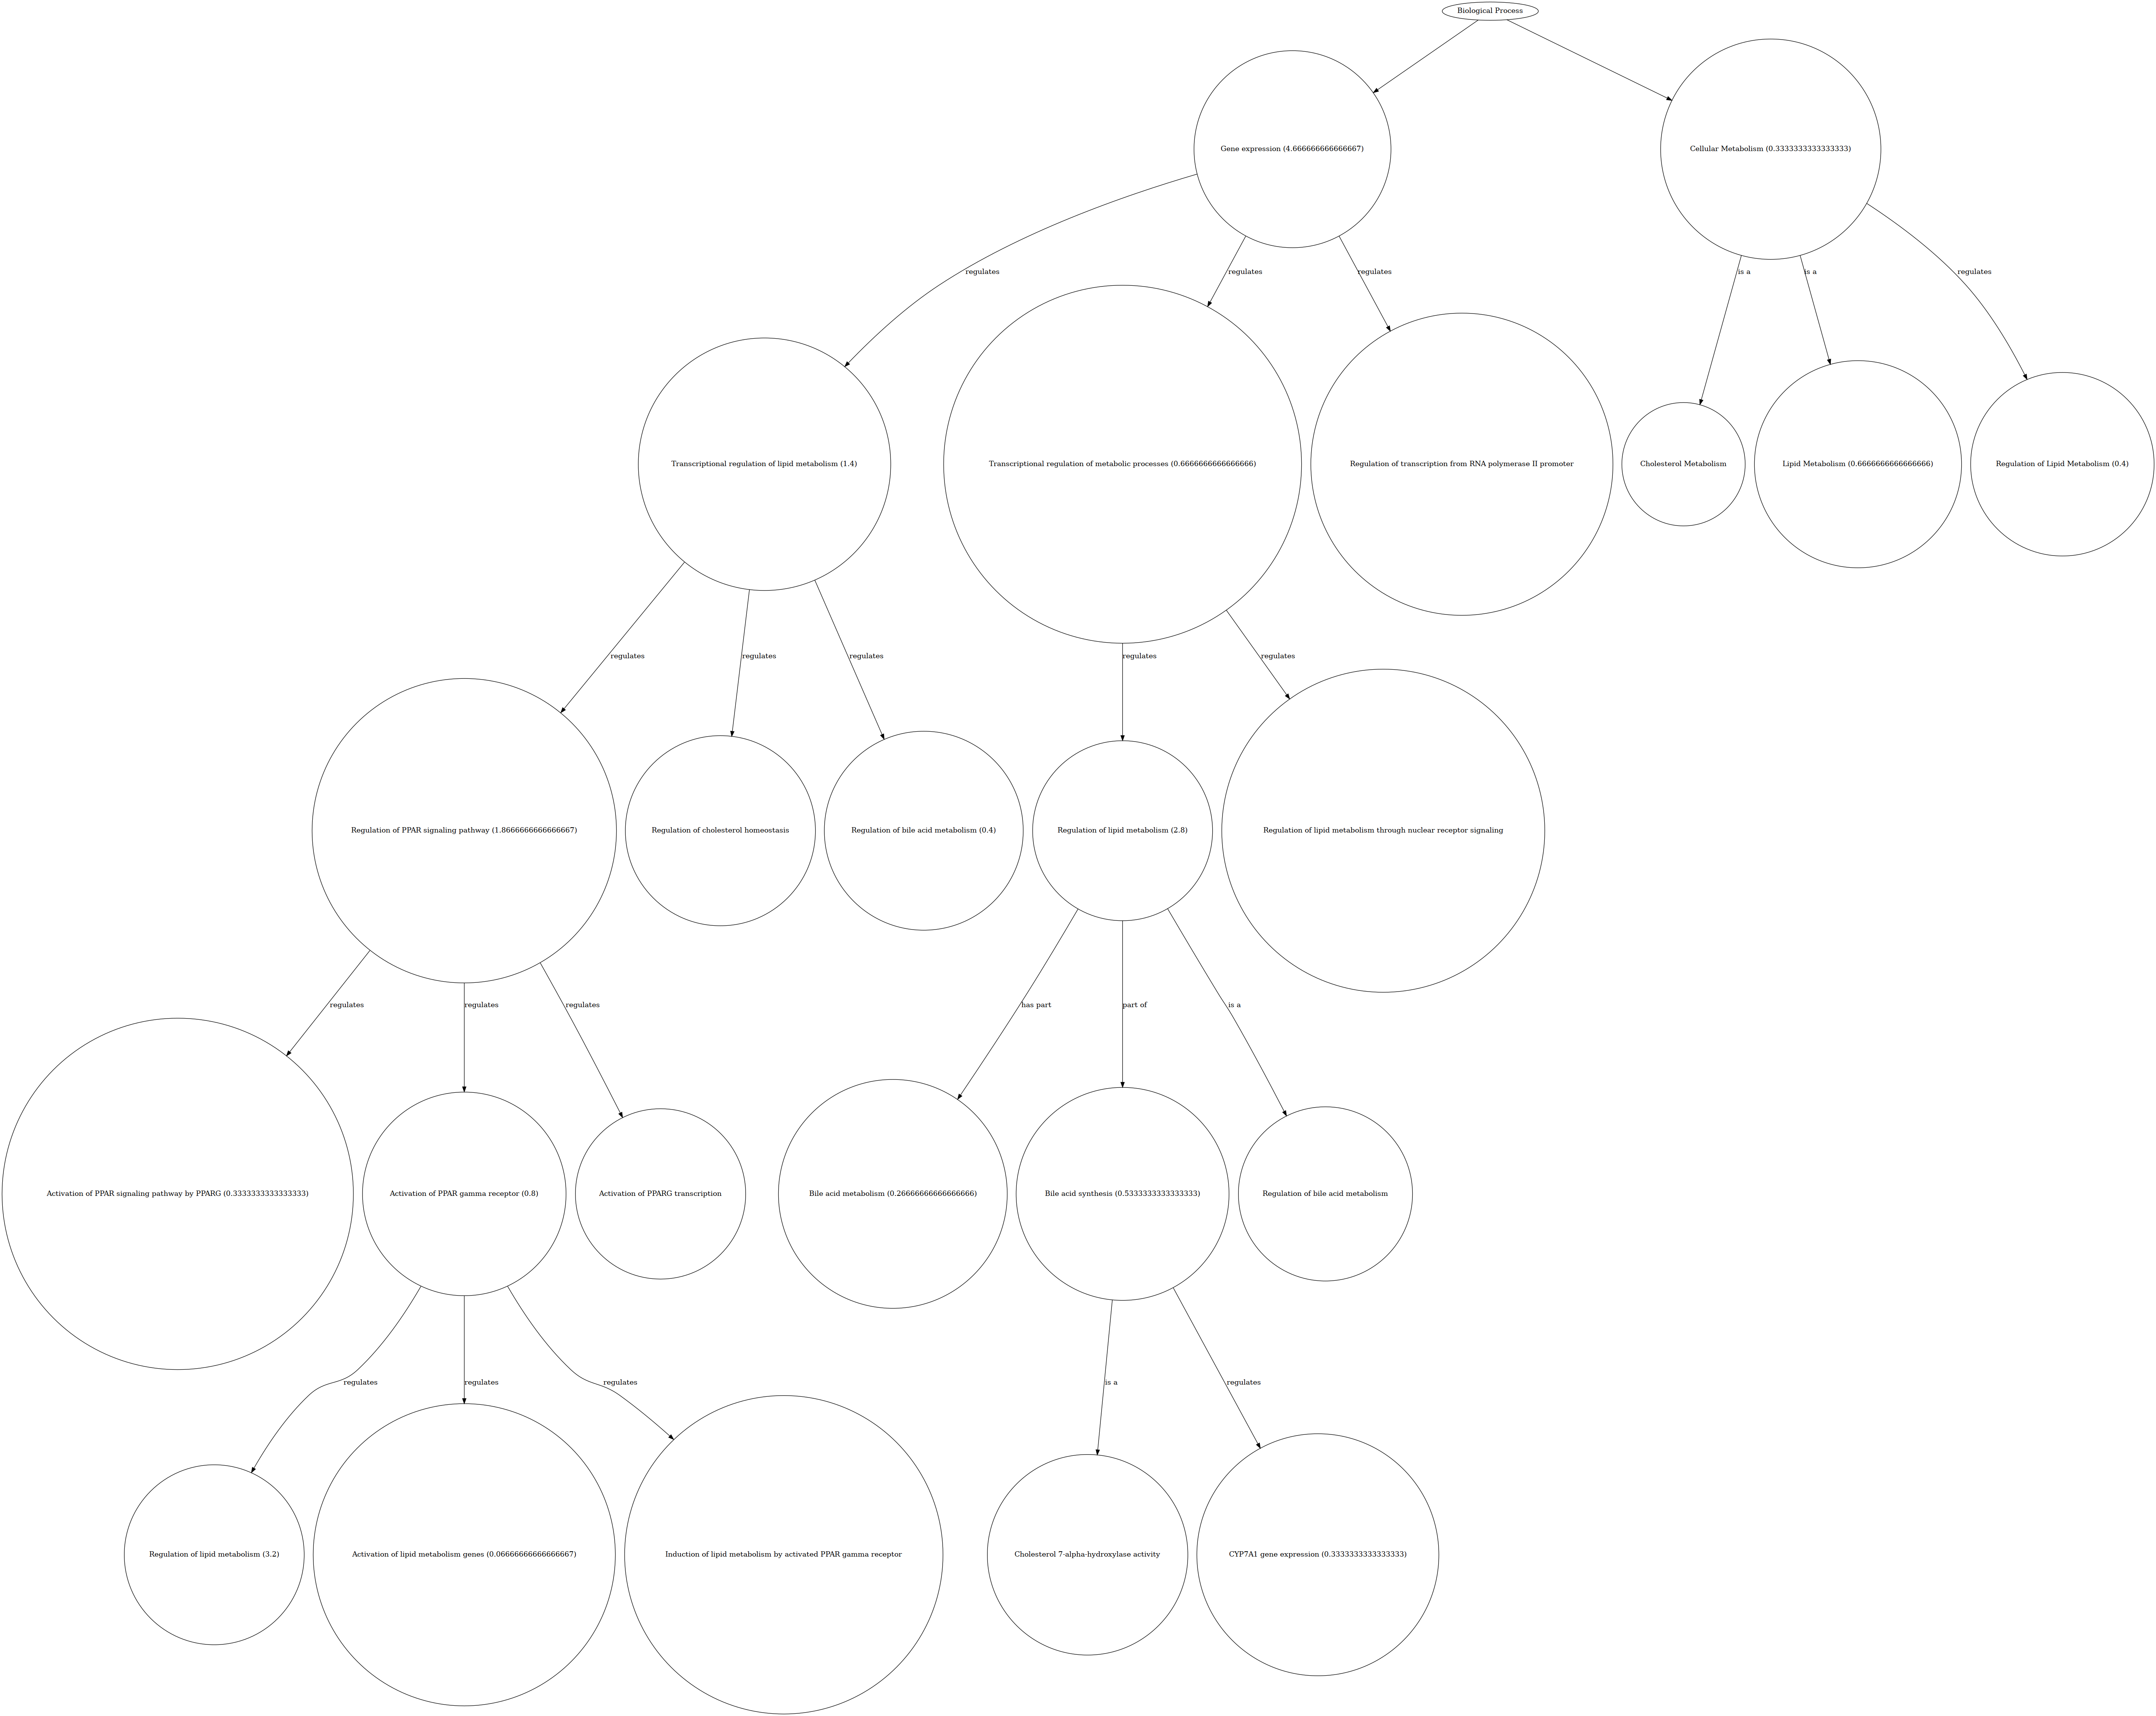 Biological Process
Gene expression (4.666666666666667)
Cellular Metabolism (0.3333333333333333)
regulates
regulates
regulates
is a
is a
regulates
Transcriptional regulation of lipid metabolism (1.4)
Transcriptional regulation of metabolic processes (0.6666666666666666)
Regulation of transcription from RNA polymerase II promoter
Cholesterol Metabolism
Lipid Metabolism (0.6666666666666666)
Regulation of Lipid Metabolism (0.4)
regulates
regulates
regulates
regulates
regulates
Regulation of PPAR signaling pathway (1.8666666666666667)
Regulation of cholesterol homeostasis
Regulation of bile acid metabolism (0.4)
Regulation of lipid metabolism (2.8)
Regulation of lipid metabolism through nuclear receptor signaling
regulates
regulates
regulates
has part
part of
is a
Activation of PPAR signaling pathway by PPARG (0.3333333333333333)
Activation of PPAR gamma receptor (0.8)
Activation of PPARG transcription
Bile acid metabolism (0.26666666666666666)
Bile acid synthesis (0.5333333333333333)
Regulation of bile acid metabolism
regulates
regulates
regulates
is a
regulates
Regulation of lipid metabolism (3.2)
Activation of lipid metabolism genes (0.06666666666666667)
Induction of lipid metabolism by activated PPAR gamma receptor
Cholesterol 7-alpha-hydroxylase activity
CYP7A1 gene expression (0.3333333333333333)